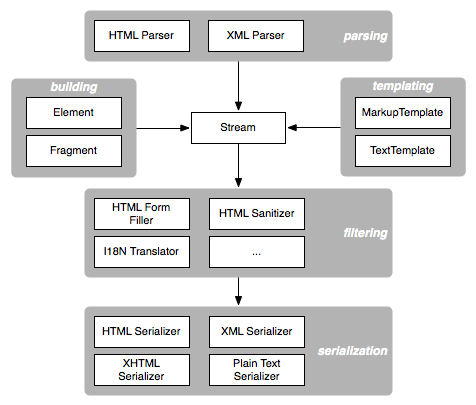 HTML Parser
XML Parser
parsing
building
Element
Fragment
Stream
templating
MarkupTemplate
TextTemplate
HTML Form
Filler
HTML Sanitizer
I18N Translator
...
filtering
HTML Serializer
XML Serializer
XHTML
Serializer
Plain Text
Serializer
serialization